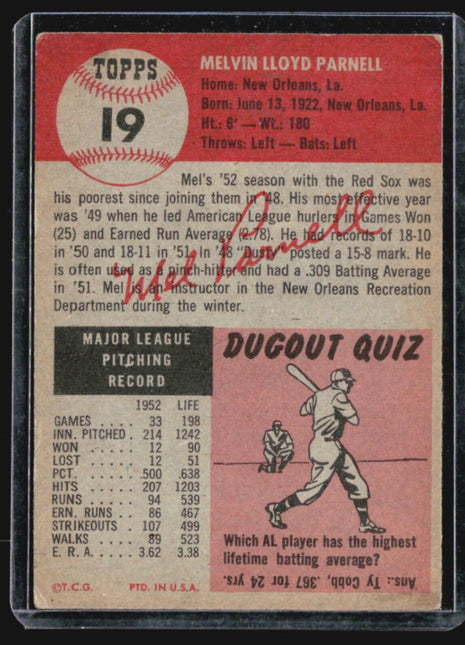 TOPPS
19
MELVIN LLOYD PARNELL
Home: New Orleans, La.
Born: June 13, 1922, New Orleans, La.
Ht.: 6' — Wt.: 180
Throws: Left — Bats: Left
Mel's '52 season with the Red Sox was
his poorest since joining them in '48. His most effective
year was '49 when he led American League hurlers in Games Won
(25) and Earned Run Average (2.78). He had records of 18-10
in '50 and 18-11 in '51. In '48 "Dusty" posted a 15-8 mark. He
is often used as a pinch-hitter and had a .309 Batting Average
in '51. Mel is an instructor in the New Orleans Recreation
Department during the winter.
Mel Parnell
MAJOR LEAGUE
PITCHING
RECORD
1952 LIFE
GAMES .... 33 198
INN. PITCHED . 214 1242
WON .... 12 90
LOST .... 12 51
PCT. .... .500 .638
HITS .... 207 1203
RUNS .... 94 539
ERN. RUNS .. 86 467
STRIKEOUTS . 107 499
WALKS ... 89 523
E. R. A. .... 3.62 3.38
©T.C.G. PTD. IN U.S.A.
DUGOUT QUIZ
Which AL player has the highest
lifetime batting average?
Ans.: Ty Cobb, .367 for 24 yrs.